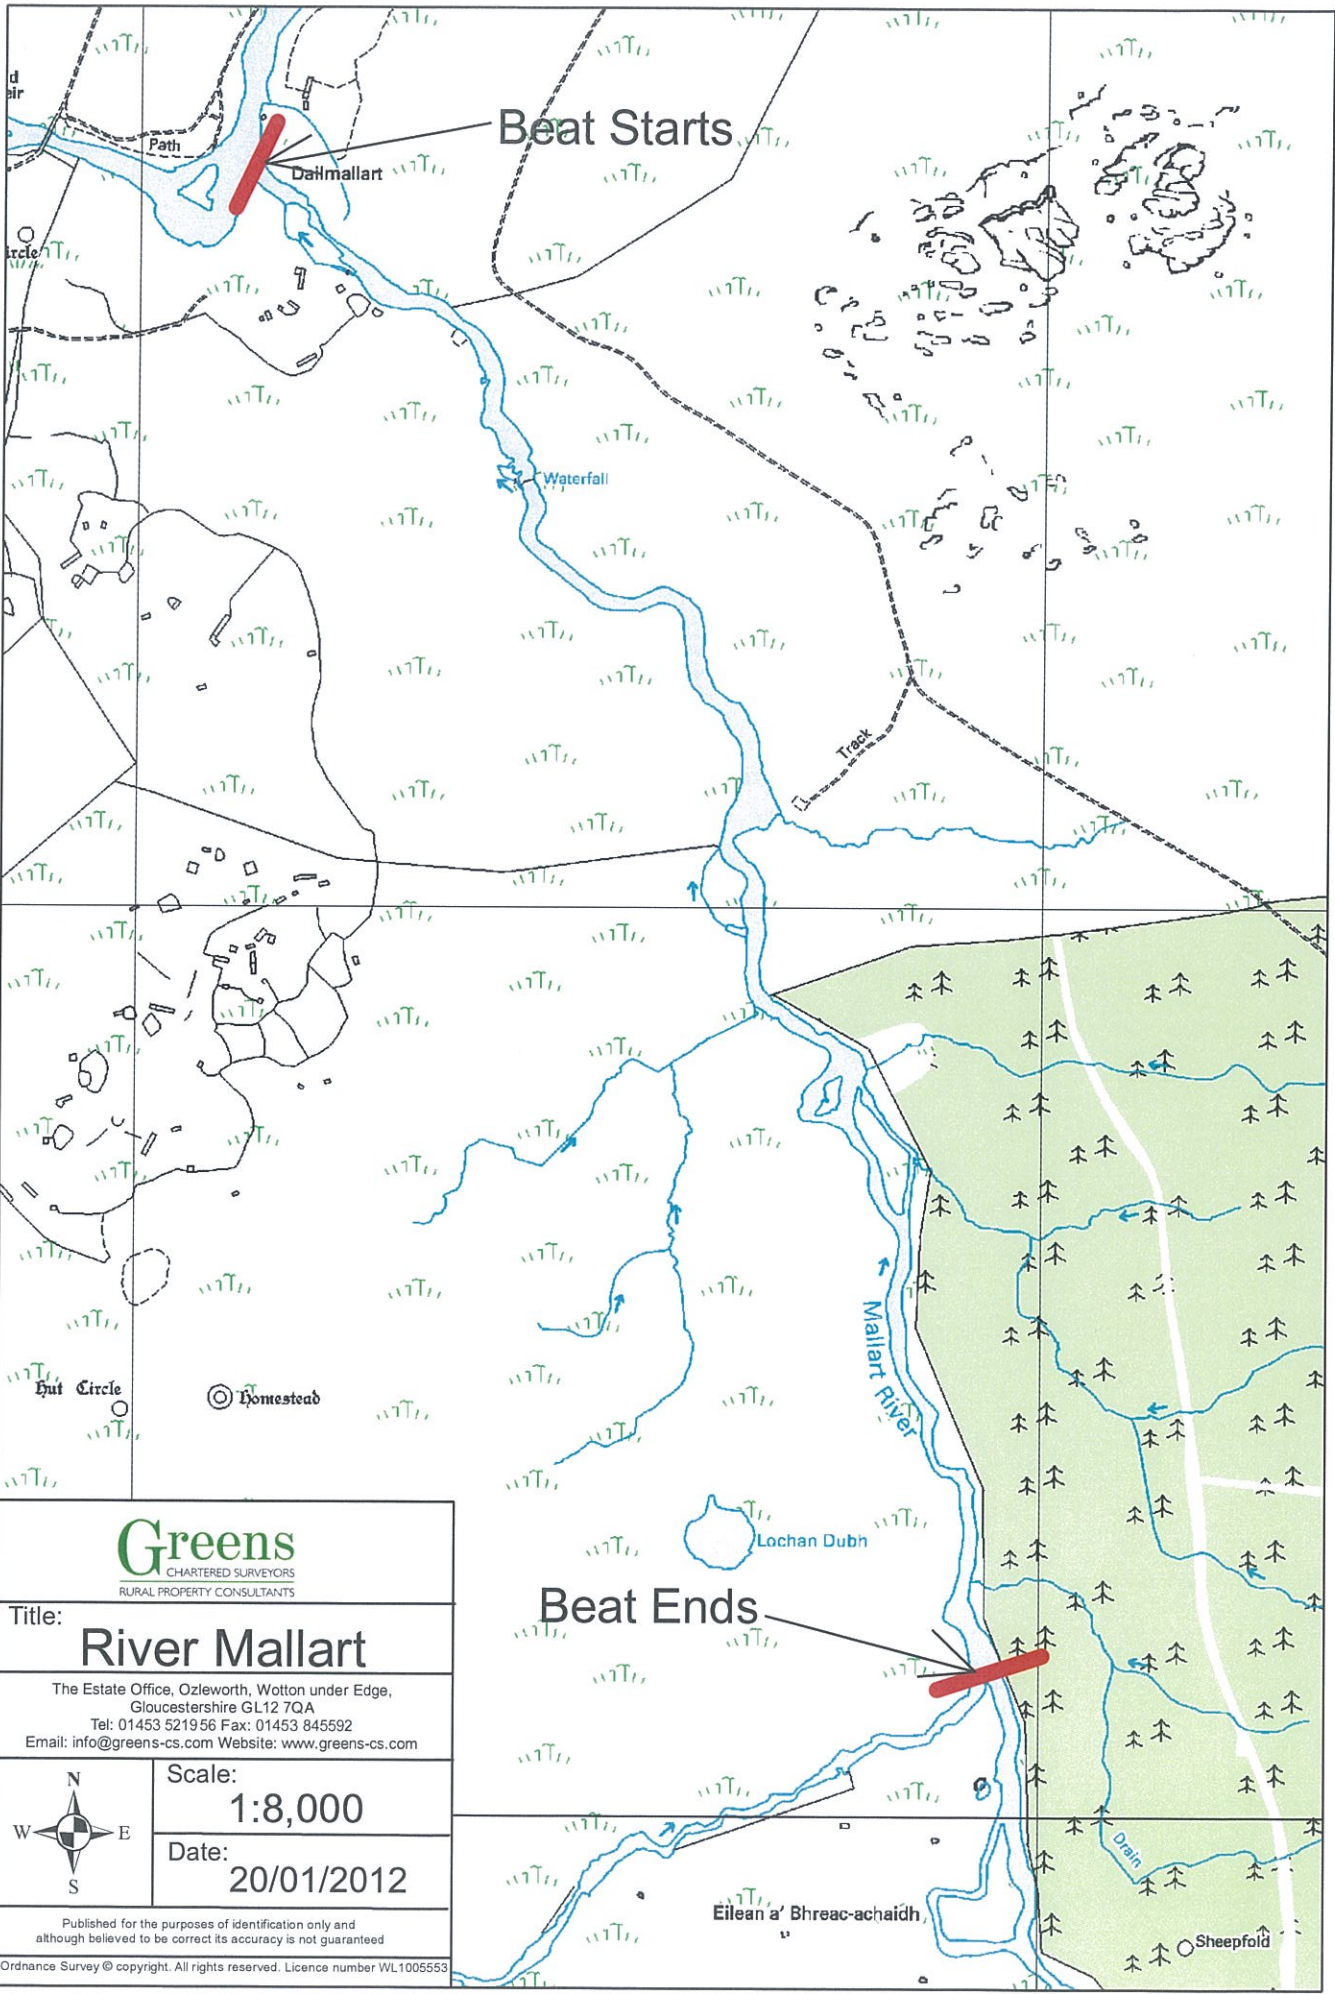 d
eir
Path
Beat Starts
Dailmallart
ircle
Waterfall
Track
Mallart River
Hut Circle
Homestead
Lochan Dubh
Beat Ends
Drain
Eilean a' Bhreac-achaidh
Sheepfold
Greens
CHARTERED SURVEYORS
RURAL PROPERTY CONSULTANTS
Title:
River Mallart
The Estate Office, Ozleworth, Wotton under Edge,
Gloucestershire GL12 7QA
Tel: 01453 521956 Fax: 01453 845592
Email: info@greens-cs.com Website: www.greens-cs.com
N
W E
S
Scale:
1:8,000
Date:
20/01/2012
Published for the purposes of identification only and
although believed to be correct its accuracy is not guaranteed
Ordnance Survey © copyright. All rights reserved. Licence number WL1005553